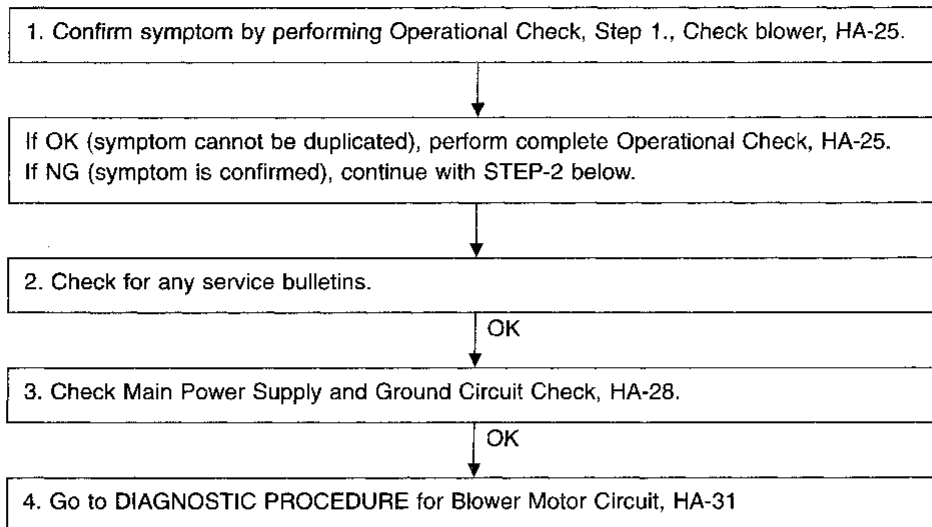 1. Confirm symptom by performing Operational Check, Step 1., Check blower, HA-25.
If OK (symptom cannot be duplicated), perform complete Operational Check, HA-25.
If NG (symptom is confirmed), continue with STEP-2 below.
2. Check for any service bulletins.
OK
3. Check Main Power Supply and Ground Circuit Check, HA-28.
OK
4. Go to DIAGNOSTIC PROCEDURE for Blower Motor Circuit, HA-31